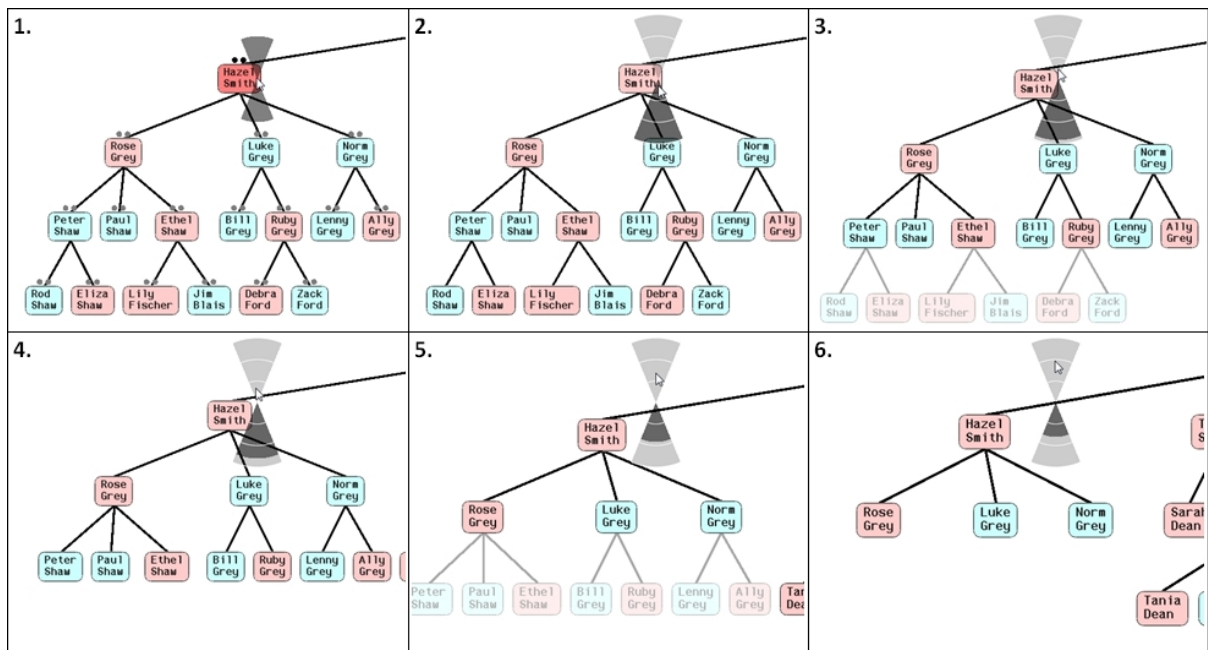 1.
Hazel
Smith
Rose
Grey
Luke
Grey
Norm
Grey
Peter
Shaw
Paul
Shaw
Ethel
Shaw
Bill
Grey
Ruby
Grey
Lenny
Grey
Ally
Grey
Rod
Shaw
Eliza
Shaw
Lily
Fischer
Jim
Blais
Debra
Ford
Zack
Ford
2.
Hazel
Smith
Rose
Grey
Luke
Grey
Norm
Grey
Peter
Shaw
Paul
Shaw
Ethel
Shaw
Bill
Grey
Ruby
Grey
Lenny
Grey
Ally
Grey
Rod
Shaw
Eliza
Shaw
Lily
Fischer
Jim
Blais
Debra
Ford
Zack
Ford
3.
Hazel
Smith
Rose
Grey
Luke
Grey
Norm
Grey
Peter
Shaw
Paul
Shaw
Ethel
Shaw
Bill
Grey
Ruby
Grey
Lenny
Grey
Ally
Grey
Rod
Shaw
Eliza
Shaw
Lily
Fischer
Jim
Blais
Debra
Ford
Zack
Ford
4.
Hazel
Smith
Rose
Grey
Luke
Grey
Norm
Grey
Peter
Shaw
Paul
Shaw
Ethel
Shaw
Bill
Grey
Ruby
Grey
Lenny
Grey
Ally
Grey
5.
Hazel
Smith
Rose
Grey
Luke
Grey
Norm
Grey
Peter
Shaw
Paul
Shaw
Ethel
Shaw
Bill
Grey
Ruby
Grey
Lenny
Grey
Ally
Grey
6.
Hazel
Smith
Rose
Grey
Luke
Grey
Norm
Grey
Sarah
Dean
Tania
Dean